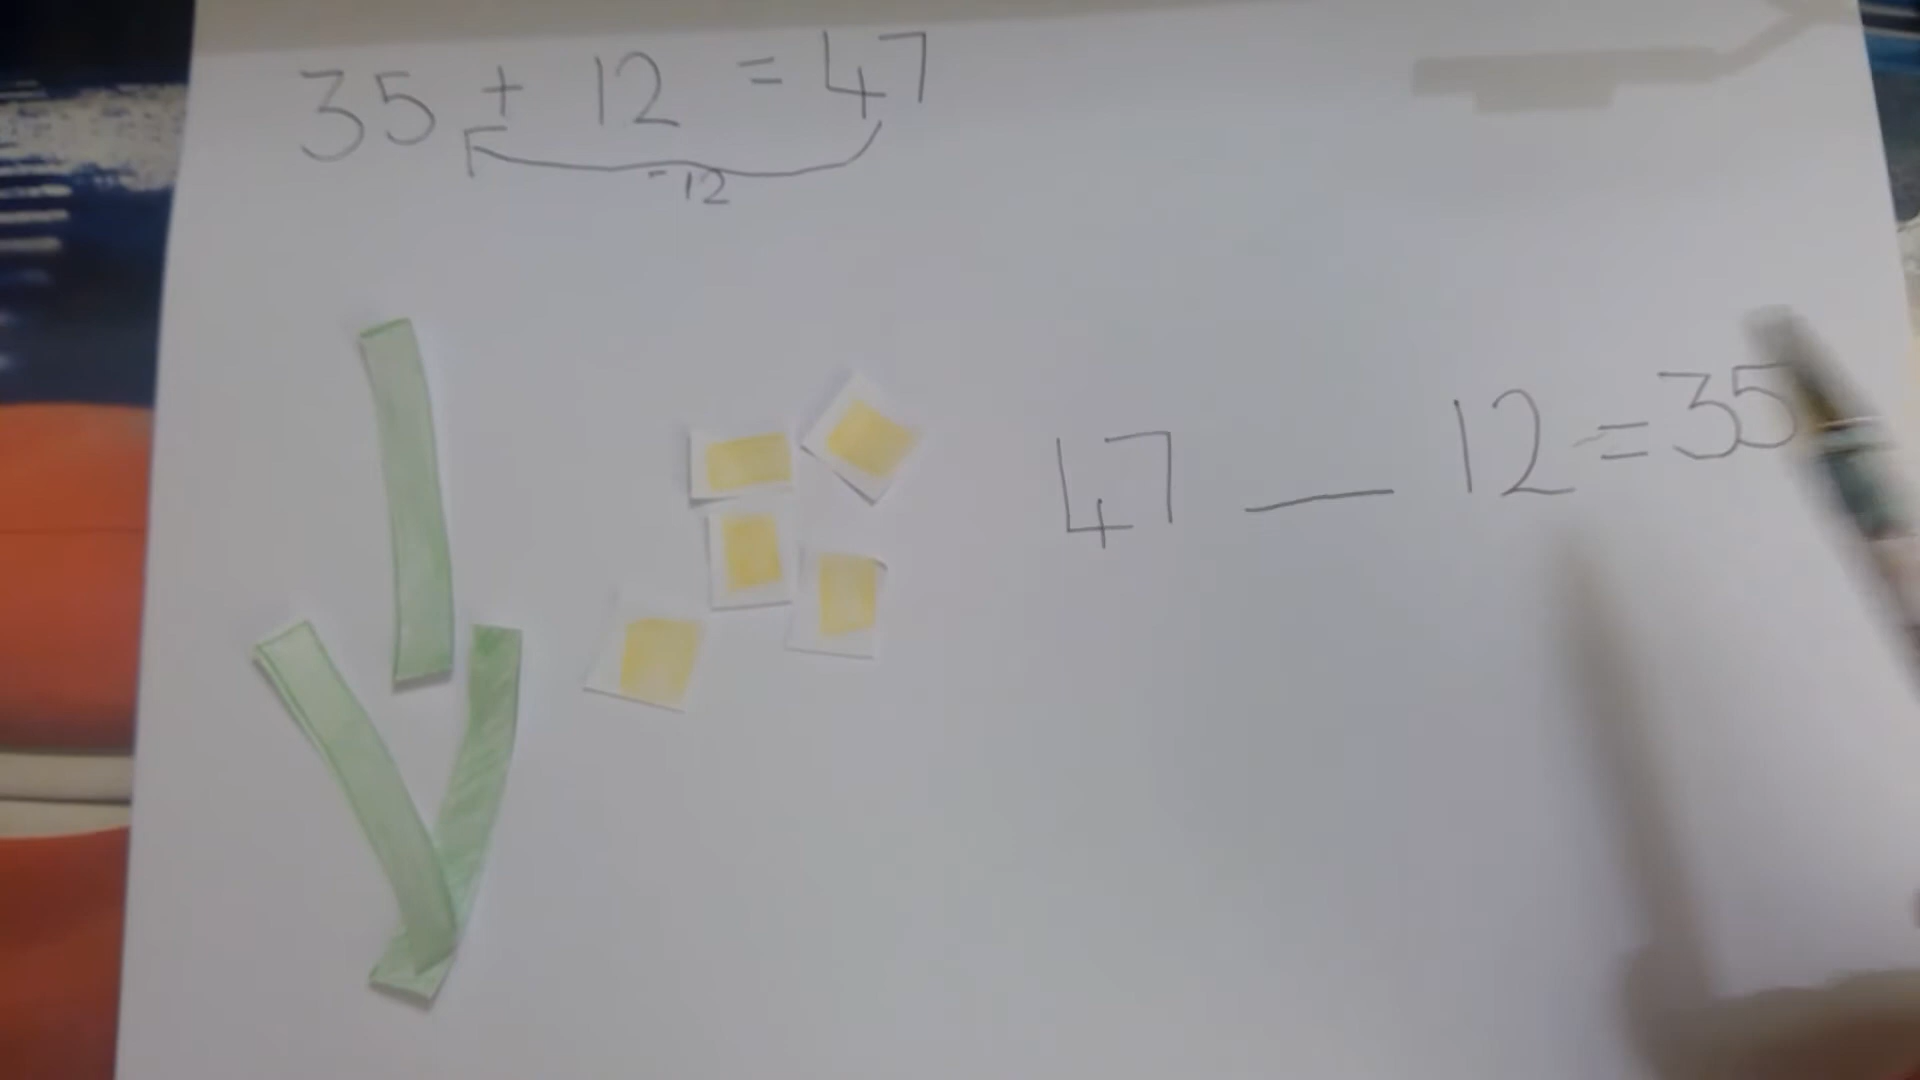 35 + 12 = 47
-12
47 — 12 = 35